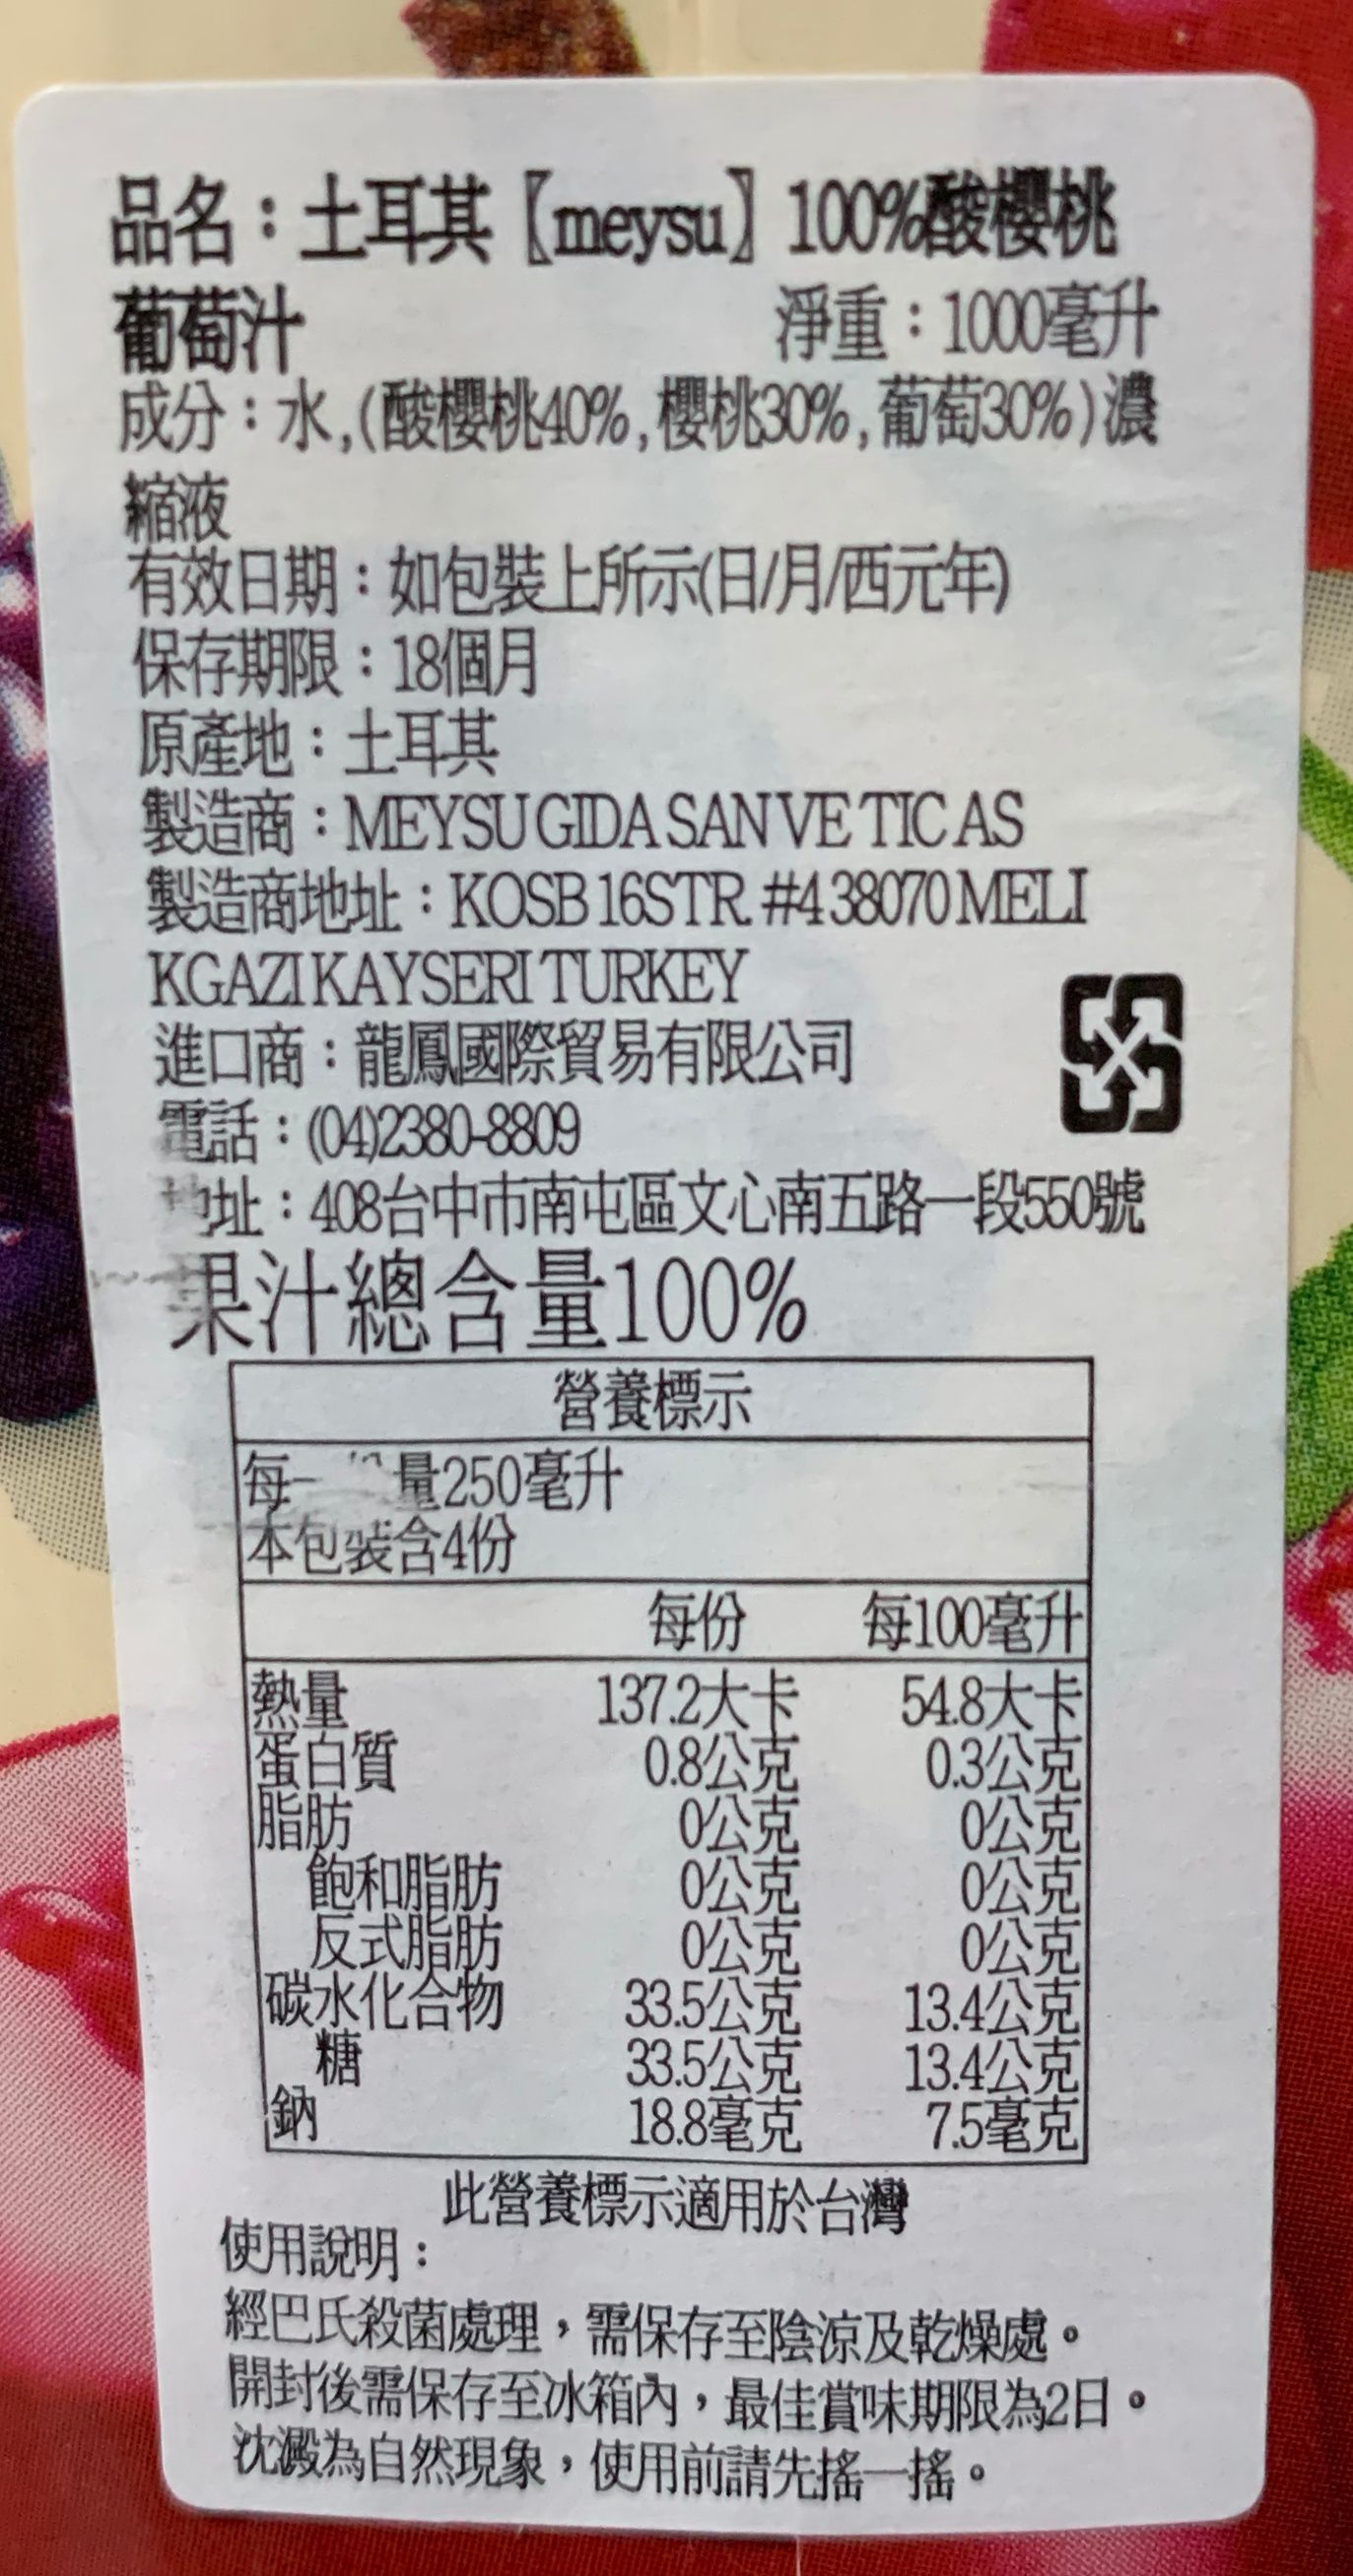 品名：土耳其【meysu】100%酸櫻桃
葡萄汁 淨重：1000毫升
成分：水,(酸櫻桃40%,櫻桃30%,葡萄30%)濃
縮液
有效日期：如包裝上所示(日/月/西元年)
保存期限：18個月
原產地：土耳其
製造商：MEYSU GIDA SAN VE TIC AS
製造商地址：KOSB 16STR. #4 38070 MELI
KGAZI KAYSERI TURKEY
進口商：龍鳳國際貿易有限公司
電話：(04)2380-8809
地址：408台中市南屯區文心南五路一段550號
果汁總含量100%
營養標示
每一 量250毫升
本包裝含4份
每份 每100毫升
熱量 137.2大卡 54.8大卡
蛋白質 0.8公克 0.3公克
脂肪 0公克 0公克
飽和脂肪 0公克 0公克
反式脂肪 0公克 0公克
碳水化合物 33.5公克 13.4公克
糖 33.5公克 13.4公克
鈉 18.8毫克 7.5毫克
此營養標示適用於台灣
使用說明：
經巴氏殺菌處理，需保存至陰涼及乾燥處。
開封後需保存至冰箱內，最佳賞味期限為2日。
沈澱為自然現象，使用前請先搖一搖。